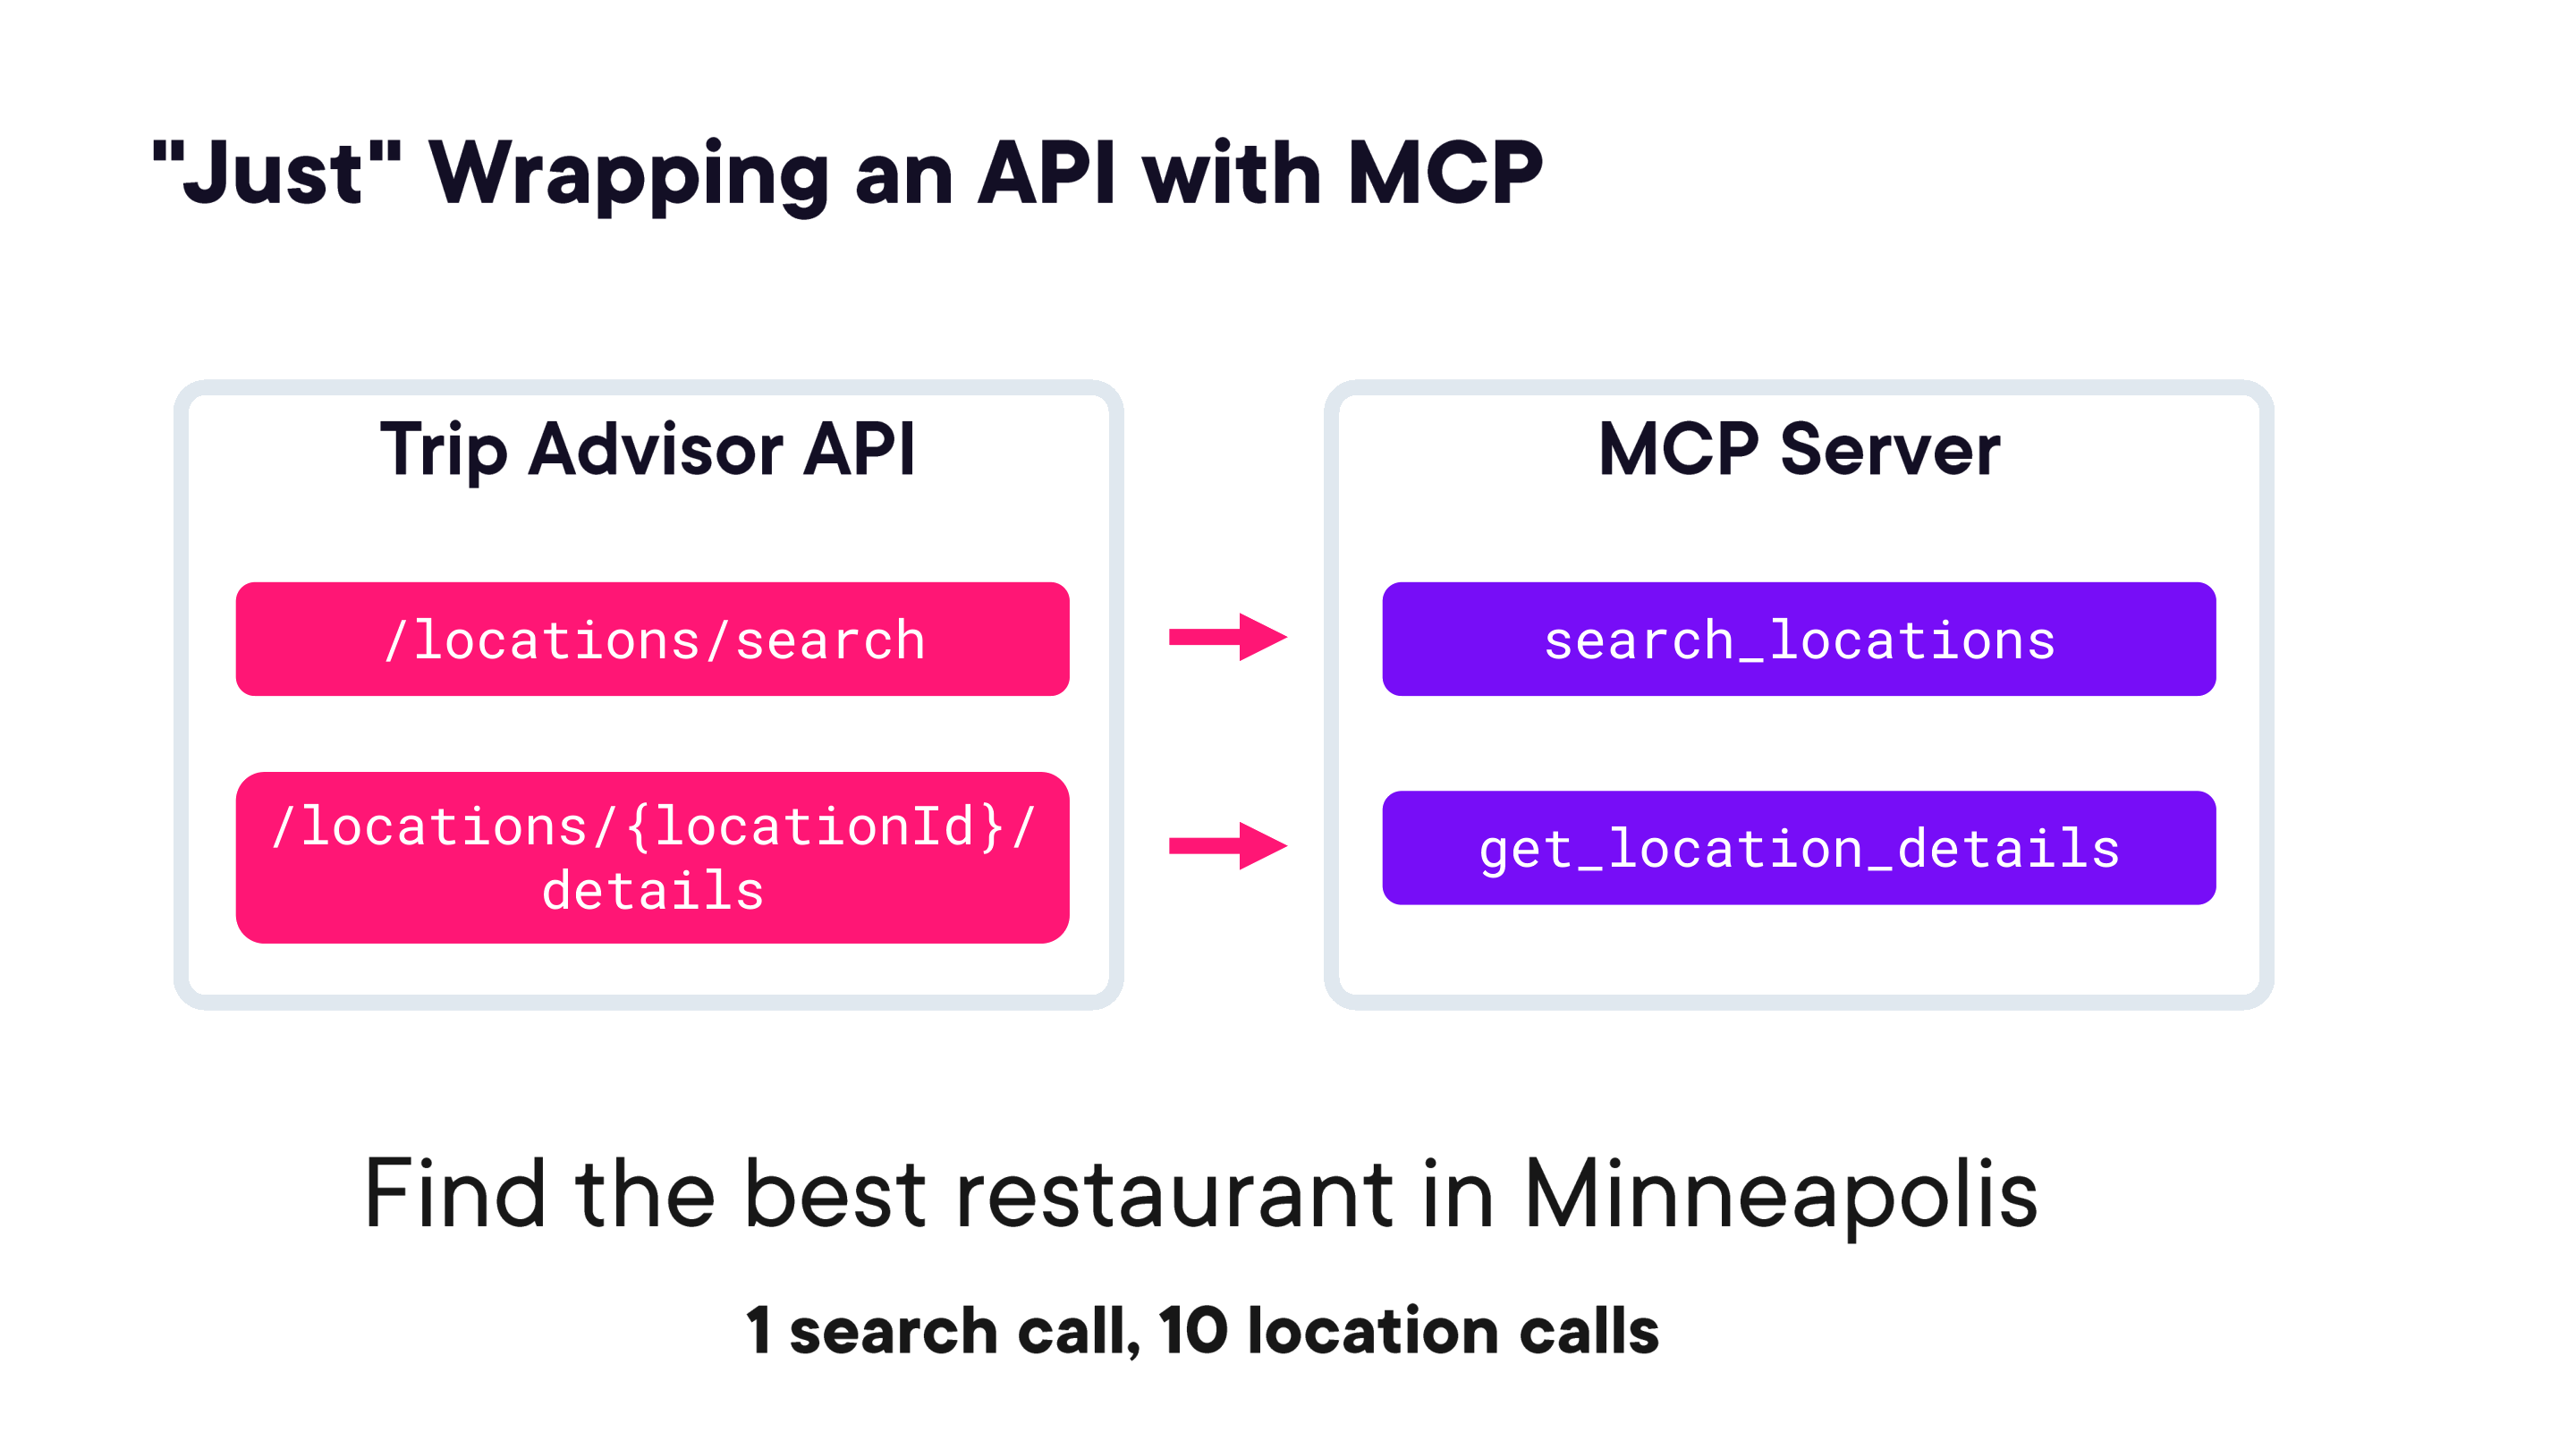 "Just" Wrapping an API with MCP
Trip Advisor API
/locations/search
/locations/{locationId}/
details
MCP Server
search_locations
get_location_details
Find the best restaurant in Minneapolis
1 search call, 10 location calls